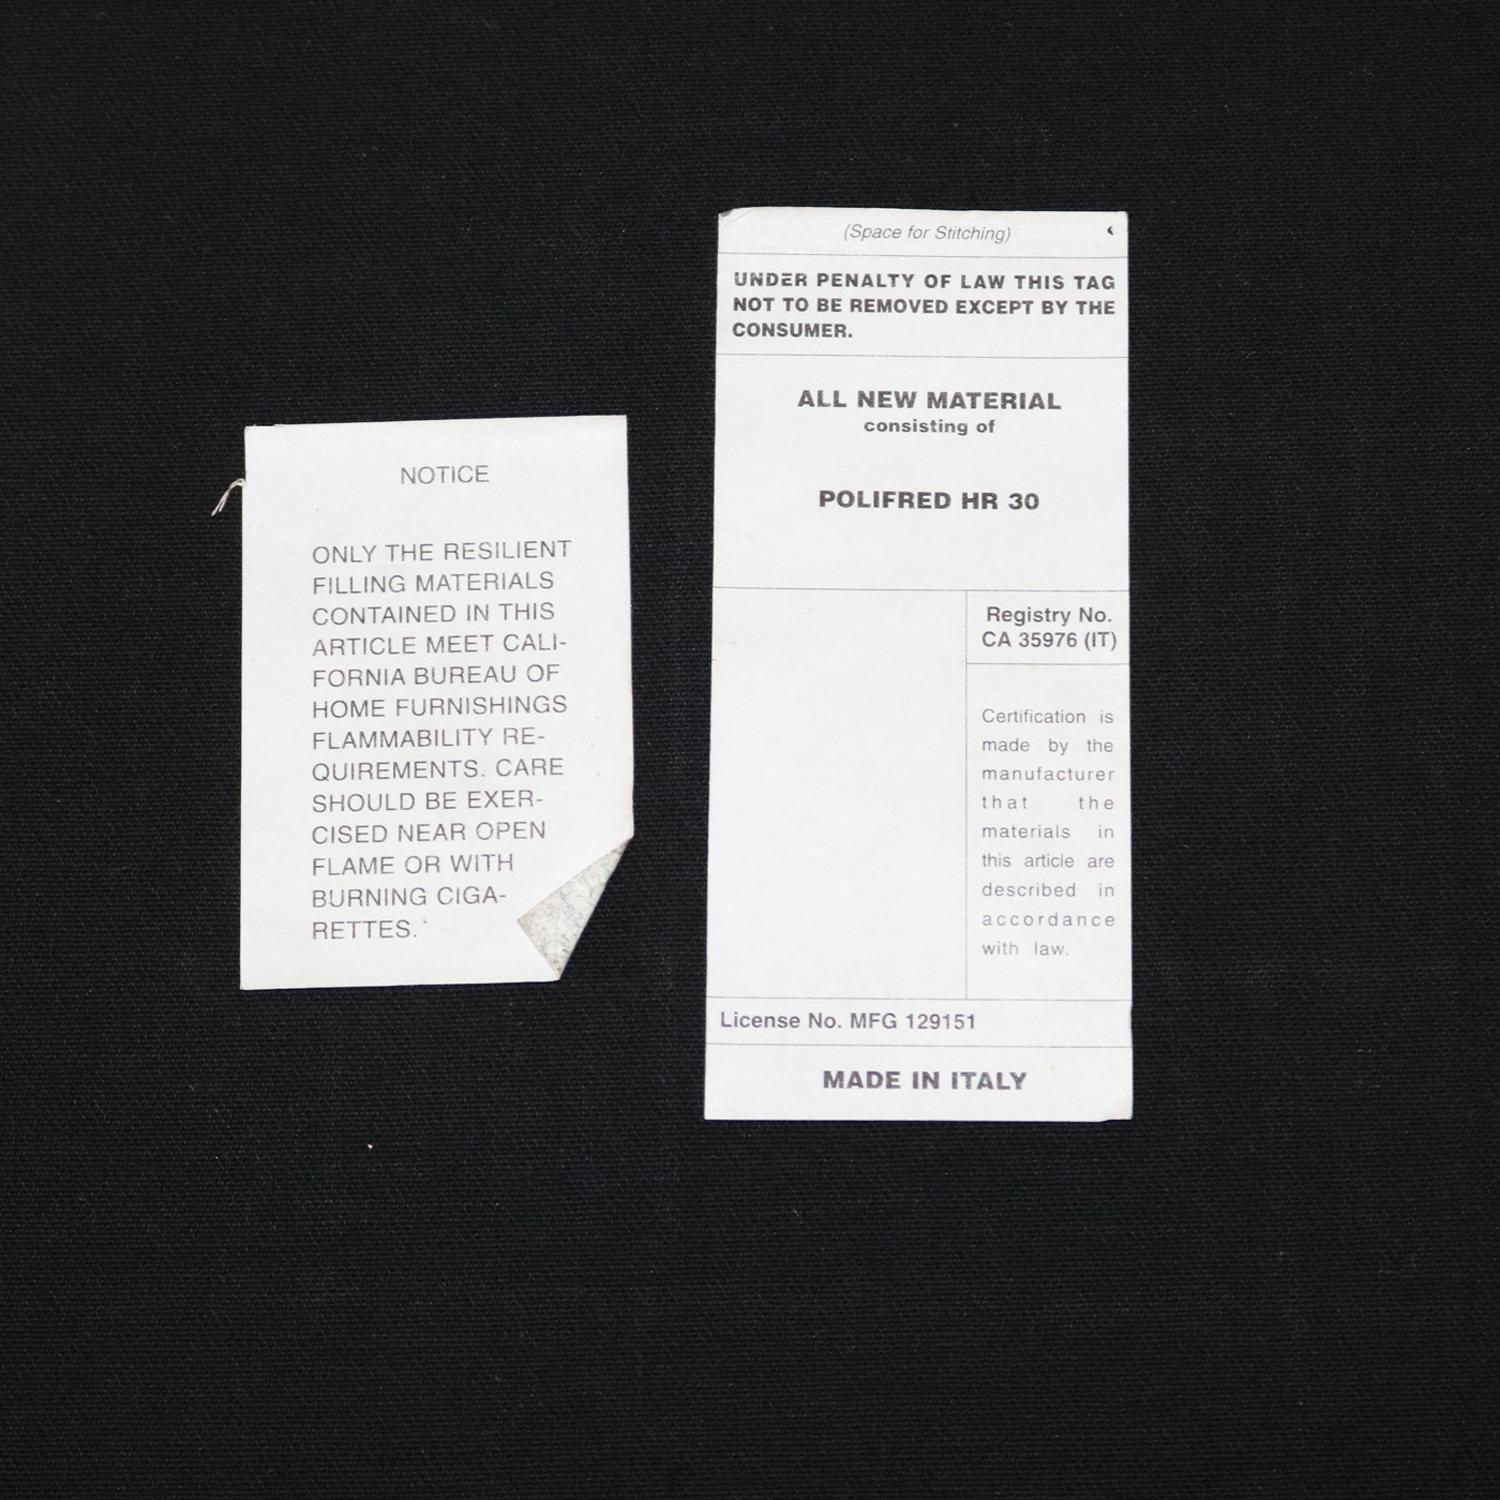 NOTICE
ONLY THE RESILIENT
FILLING MATERIALS
CONTAINED IN THIS
ARTICLE MEET CALI-
FORNIA BUREAU OF
HOME FURNISHINGS
FLAMMABILITY RE-
QUIREMENTS. CARE
SHOULD BE EXER-
CISED NEAR OPEN
FLAME OR WITH
BURNING CIGA-
RETTES.
(Space for Stitching)
UNDER PENALTY OF LAW THIS TAG
NOT TO BE REMOVED EXCEPT BY THE
CONSUMER.
ALL NEW MATERIAL
consisting of
POLIFRED HR 30
Registry No.
CA 35976 (IT)
Certification is
made by the
manufacturer
that the
materials in
this article are
described in
accordance
with law.
License No. MFG 129151
MADE IN ITALY